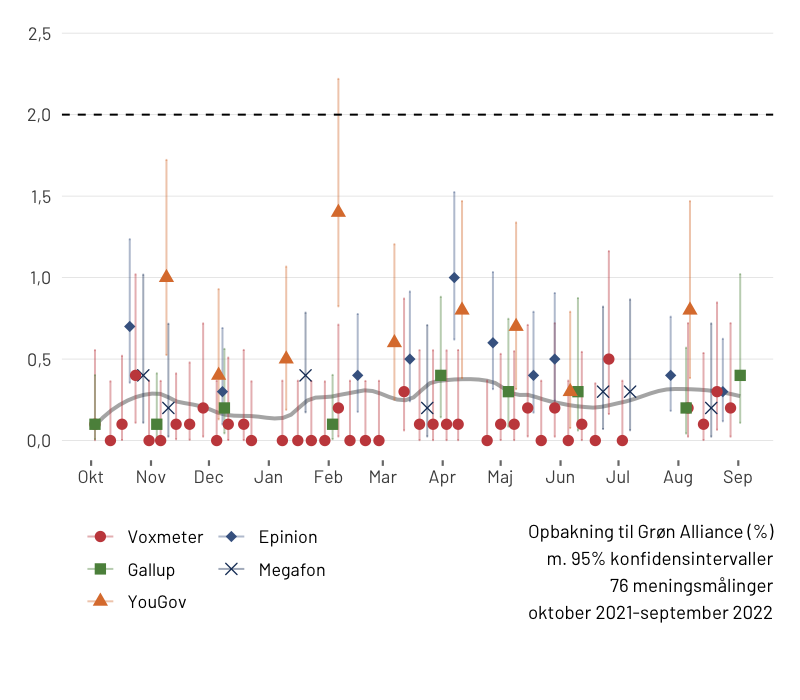 2,5
2,0
1,5
1,0
0,5
0,0
Okt Nov Dec Jan Feb Mar Apr Maj Jun Jul Aug Sep
Voxmeter Epinion
Gallup Megafon
YouGov
Opbakning til Grøn Alliance (%)
m. 95% konfidensintervaller
76 meningsmålinger
oktober 2021-september 2022